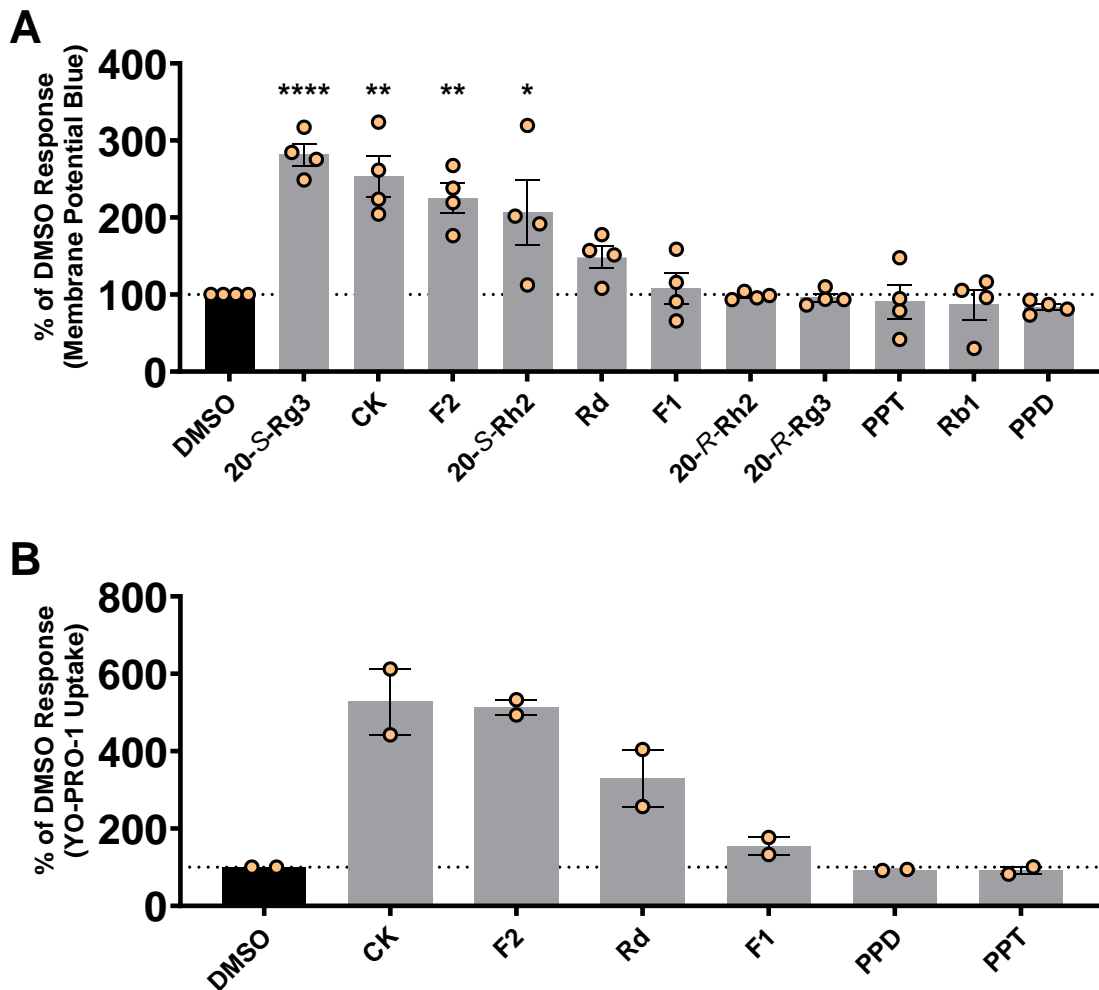 A
% of DMSO Response
(Membrane Potential Blue)
400
300
200
100
0
**** ** ** *
DMSO 20-S-Rg3 CK F2 20-S-Rh2 Rd F1 20-R-Rh2 20-R-Rg3 PPT Rb1 PPD
B
% of DMSO Response
(YO-PRO-1 Uptake)
800
600
400
200
0
DMSO CK F2 Rd F1 PPD PPT